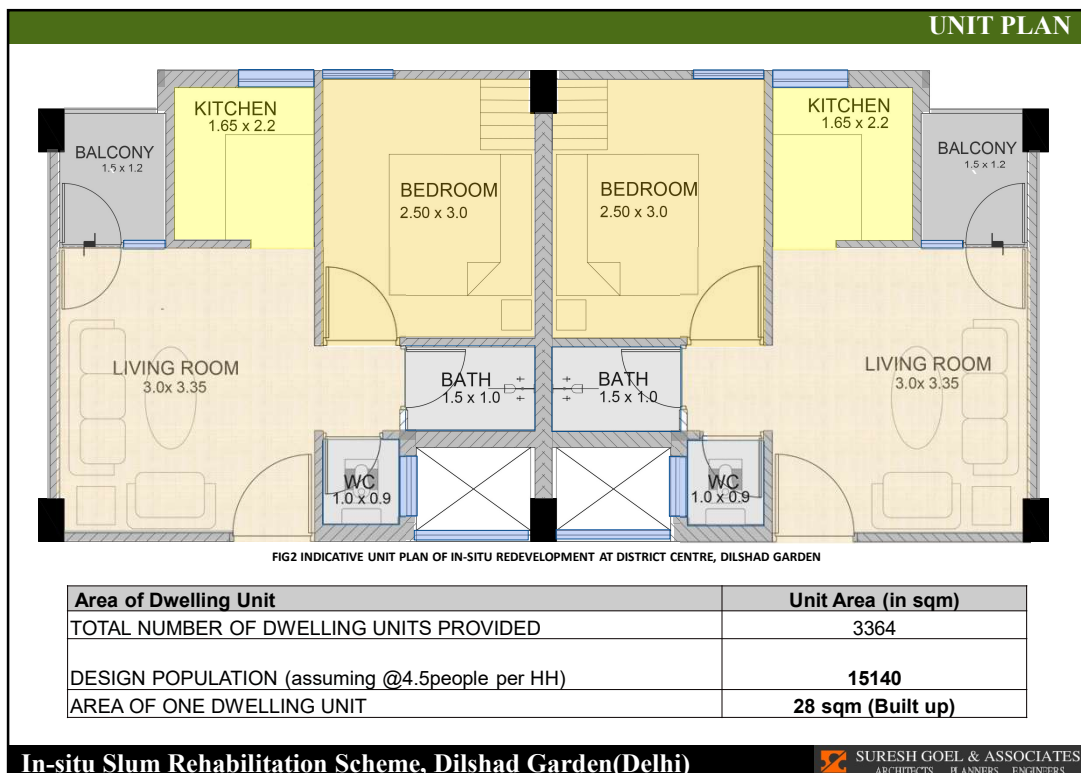 UNIT PLAN
KITCHEN
1.65 x 2.2
KITCHEN
1.65 x 2.2
BALCONY
1.5 x 1.2
BALCONY
1.5 x 1.2
BEDROOM
2.50 x 3.0
BEDROOM
2.50 x 3.0
LIVING ROOM
3.0x 3.35
LIVING ROOM
3.0x 3.35
BATH
1.5 x 1.0
BATH
1.5 x 1.0
WC
1.0 x 0.9
WC
1.0 x 0.9
FIG2 INDICATIVE UNIT PLAN OF IN-SITU REDEVELOPMENT AT DISTRICT CENTRE, DILSHAD GARDEN
Area of Dwelling Unit Unit Area (in sqm)
TOTAL NUMBER OF DWELLING UNITS PROVIDED 3364
DESIGN POPULATION (assuming @4.5people per HH) 15140
AREA OF ONE DWELLING UNIT 28 sqm (Built up)
In-situ Slum Rehabilitation Scheme, Dilshad Garden(Delhi)
SURESH GOEL & ASSOCIATES
ARCHITECTS PLANNERS ENGINEERS